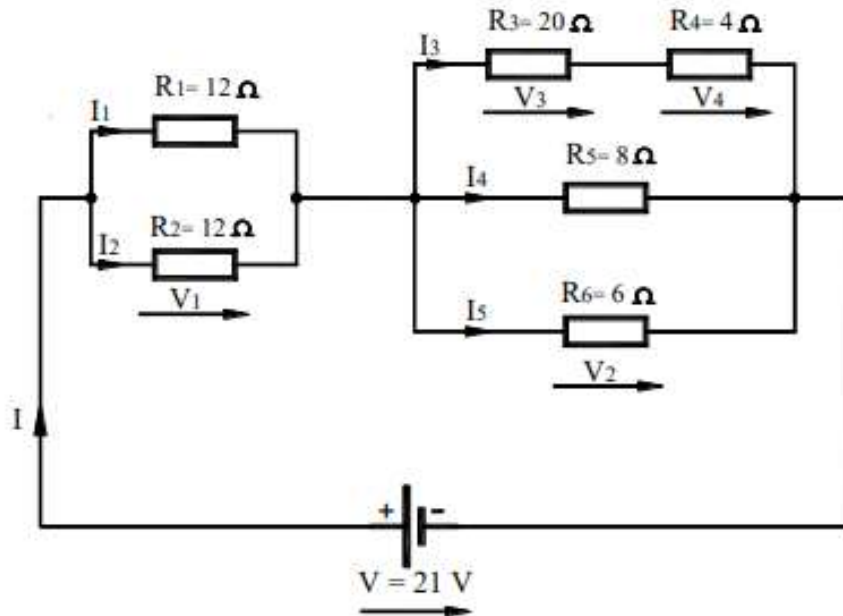 R3= 20 Ω
R4= 4 Ω
I3
V3
V4
R1= 12 Ω
I1
R5= 8 Ω
I4
R2= 12 Ω
I2
V1
R6= 6 Ω
I5
V2
I
+ -
V = 21 V